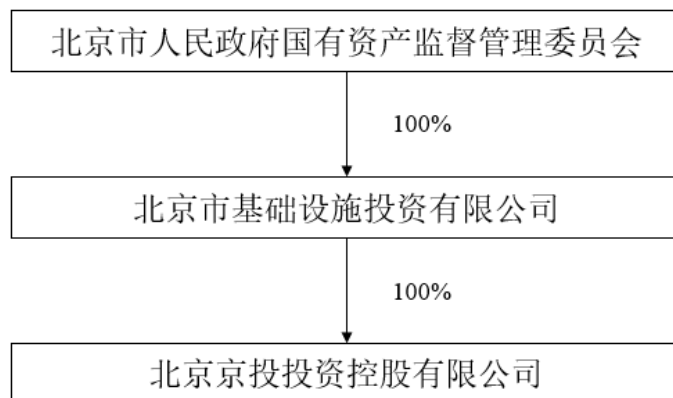 北京市人民政府国有资产监督管理委员会
100%
北京市基础设施投资有限公司
100%
北京京投投资控股有限公司